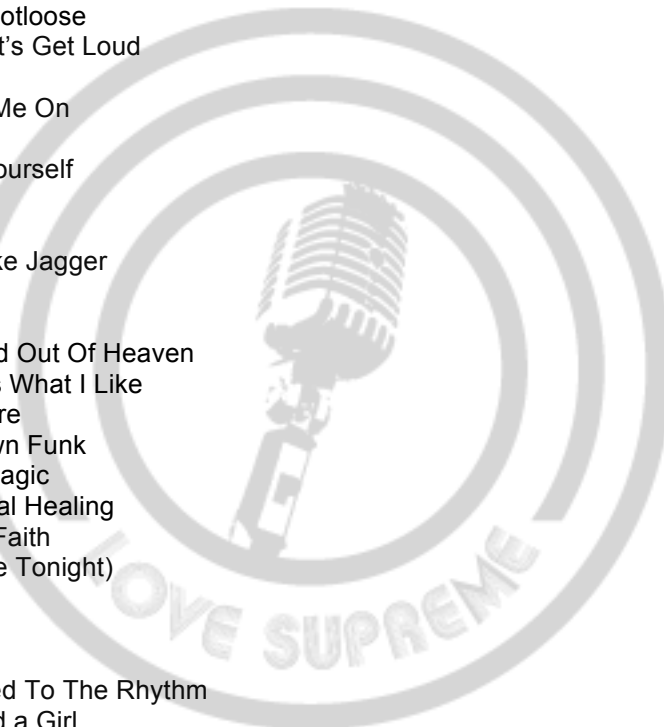 otloose
t's Get Loud
Me On
ourself
ke Jagger
d Out Of Heaven
s What I Like
re
wn Funk
agic
al Healing
Faith
e Tonight)
LOVE SUPREME
ed To The Rhythm
d a Girl